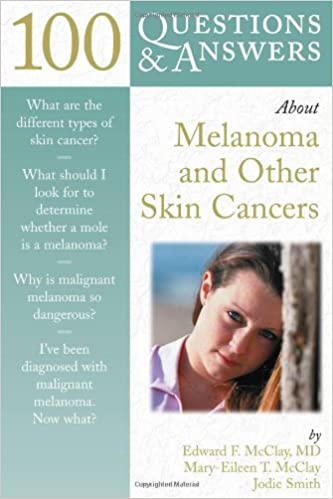 100 QUESTIONS
& ANSWERS
About
Melanoma
and Other
Skin Cancers
What are the
different types of
skin cancer?
What should I
look for to
determine
whether a mole
is a melanoma?
Why is malignant
melanoma so
dangerous?
I've been
diagnosed with
malignant
melanoma.
Now what?
by
Edward F. McClay, MD
Mary-Eileen T. McClay
Jodie Smith
Copyrighted Material